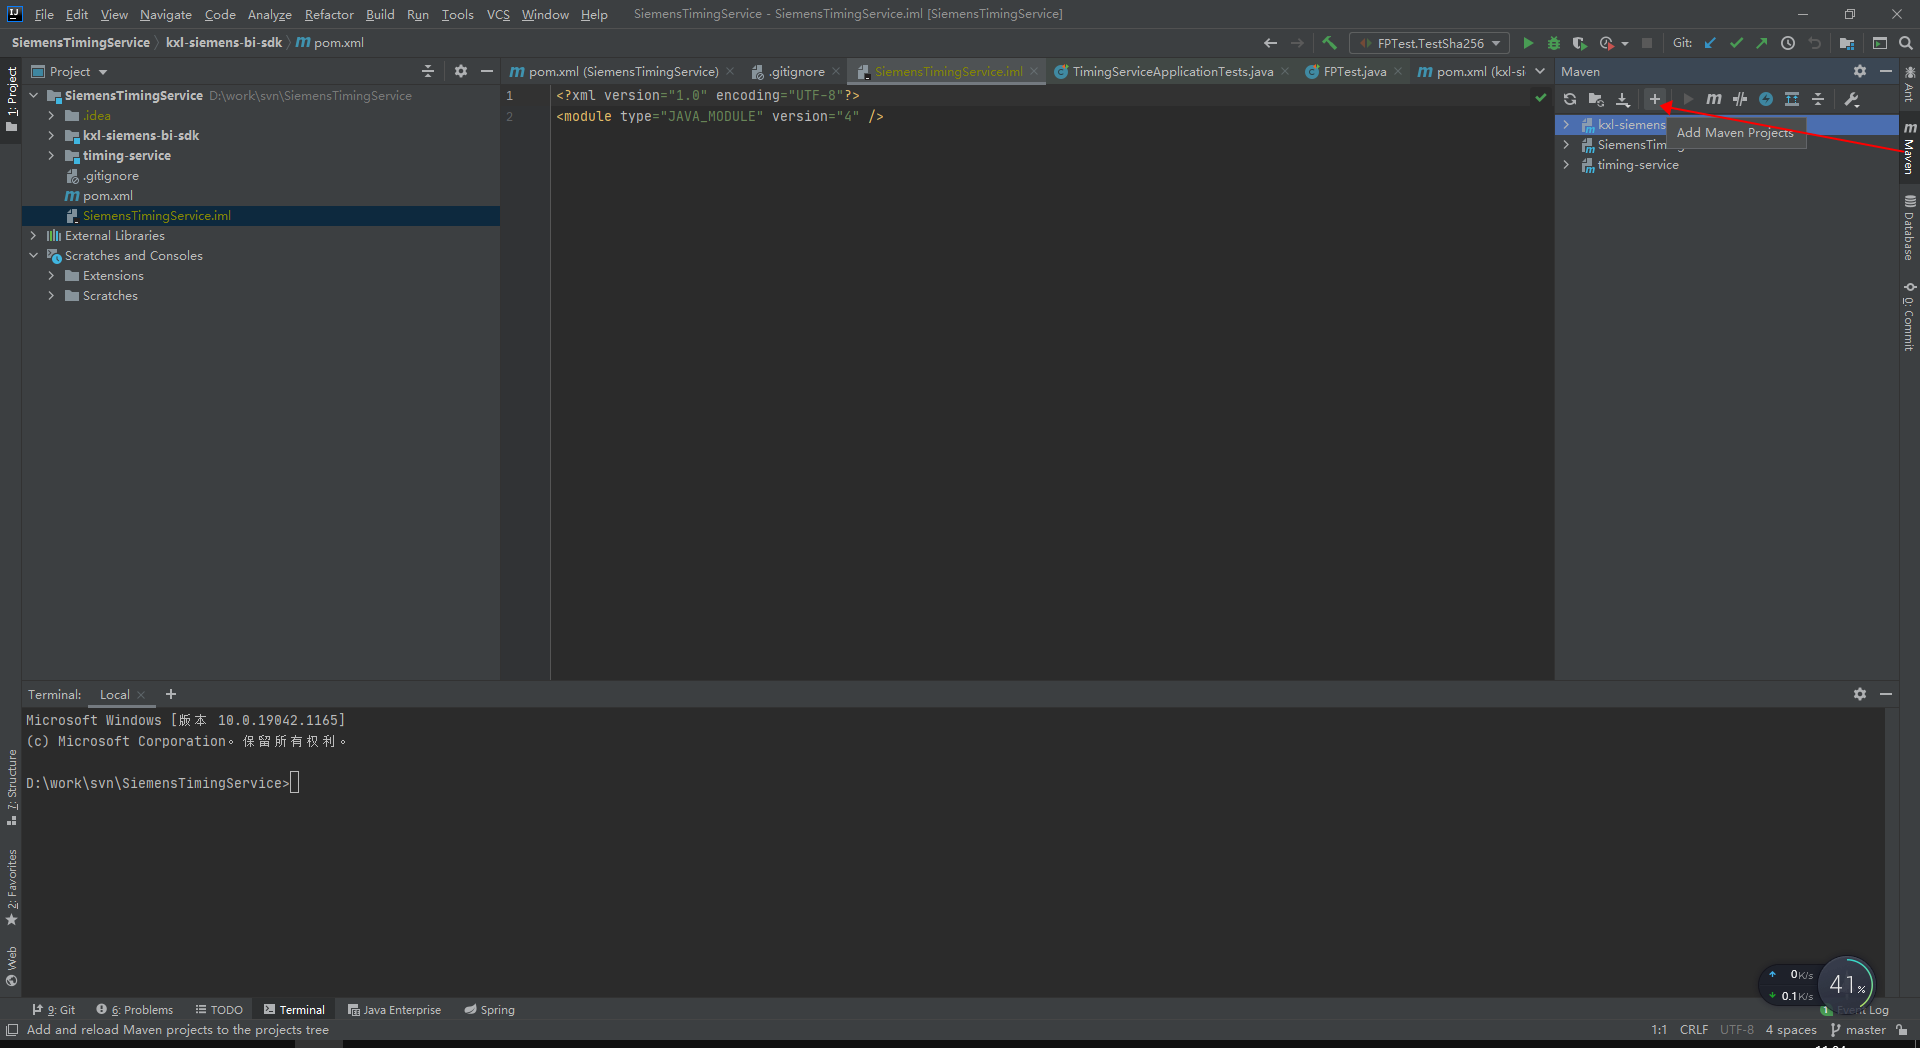 File Edit View Navigate Code Analyze Refactor Build Run Tools VCS Window Help SiemensTimingService - SiemensTimingService.iml [SiemensTimingService]
SiemensTimingService kxl-siemens-bi-sdk pom.xml FPTest.TestSha256 Git:
1: Project
Project
SiemensTimingService D:\work\svn\SiemensTimingService
.idea
kxl-siemens-bi-sdk
timing-service
.gitignore
pom.xml
SiemensTimingService.iml
External Libraries
Scratches and Consoles
Extensions
Scratches
pom.xml (SiemensTimingService) .gitignore SiemensTimingService.iml TimingServiceApplicationTests.java FPTest.java pom.xml (kxl-si
1 <?xml version="1.0" encoding="UTF-8"?>
2 <module type="JAVA_MODULE" version="4" />
Maven
kxl-siemens
Add Maven Projects
SiemensTiming
timing-service
Ant
Maven
Database
0: Commit
Terminal: Local
Microsoft Windows [版本 10.0.19042.1165]
(c) Microsoft Corporation。保留所有权利。
D:\work\svn\SiemensTimingService>
7: Structure
2: Favorites
Web
0K/s
0.1K/s
41%
9: Git 6: Problems TODO Terminal Java Enterprise Spring 1 Event Log
Add and reload Maven projects to the projects tree 1:1 CRLF UTF-8 4 spaces master